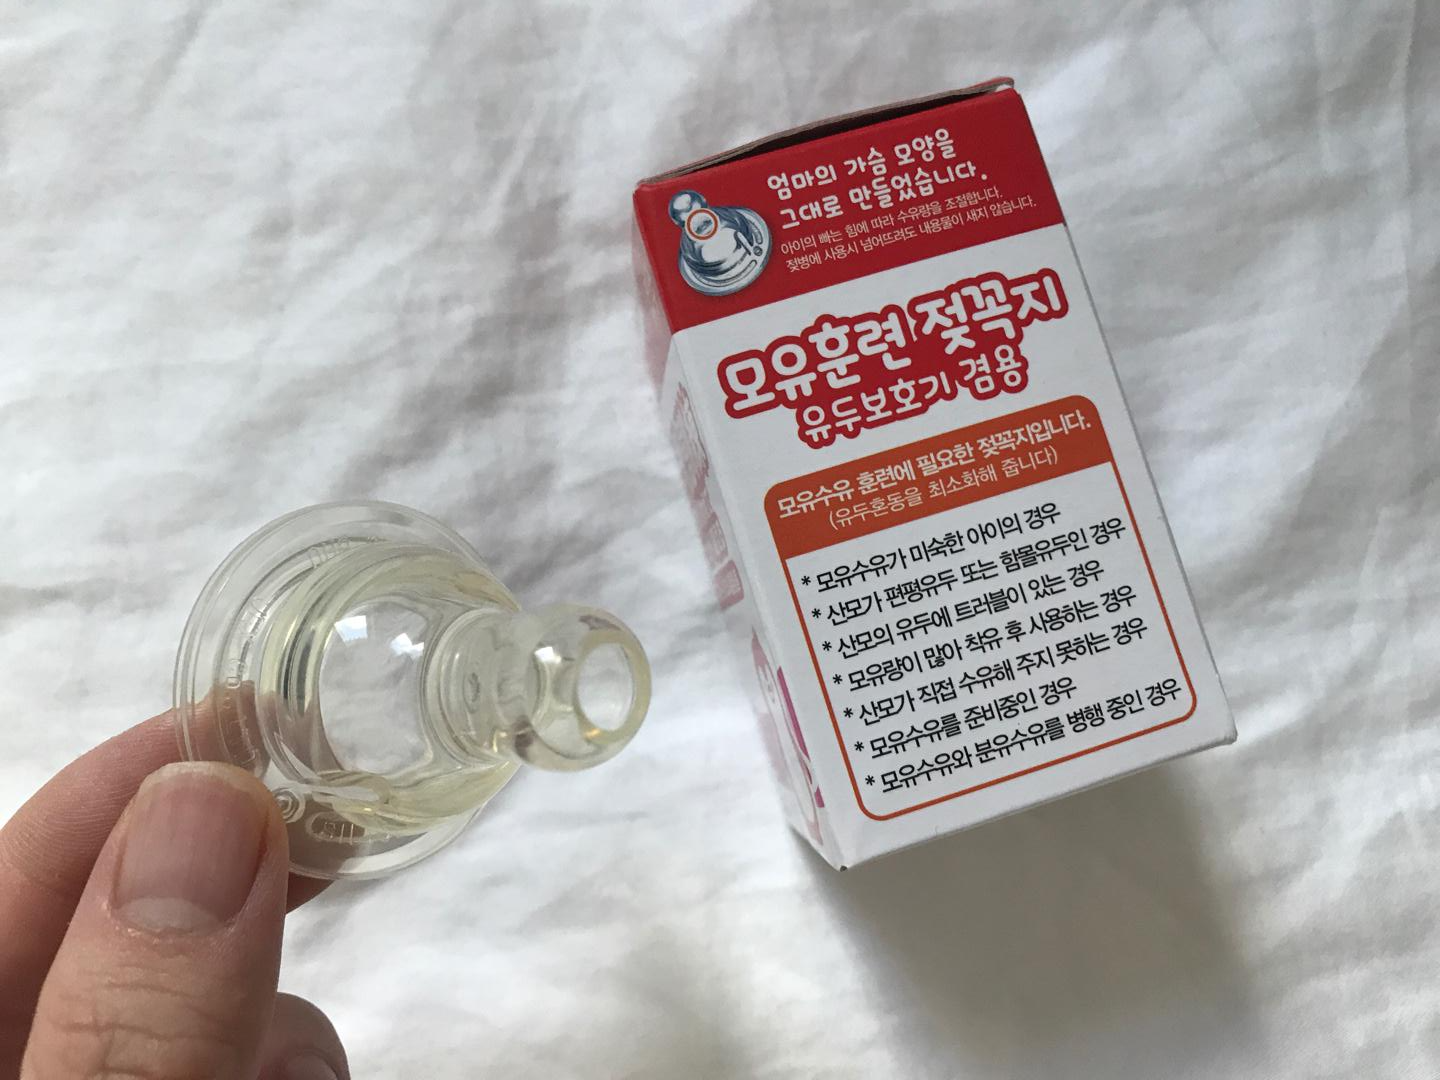 엄마의 가슴 모양을
그대로 만들었습니다.
아이의 빠는 힘에 따라 수유량을 조절합니다.
젖병에 사용시 넘어뜨려도 내용물이 새지 않습니다.
모유훈련 젖꼭지
유두보호기 겸용
모유수유 훈련에 필요한 젖꼭지입니다.
(유두혼동을 최소화해 줍니다)
* 모유수유가 미숙한 아이의 경우
* 산모가 편평유두 또는 함몰유두인 경우
* 산모의 유두에 트러블이 있는 경우
* 모유량이 많아 착유 후 사용하는 경우
* 산모가 직접 수유해 주지 못하는 경우
* 모유수유를 준비중인 경우
* 모유수유와 분유수유를 병행 중인 경우